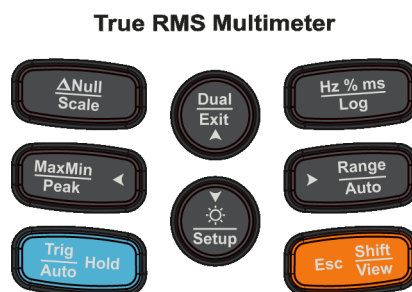 True RMS Multimeter
ΔNull
Scale
Dual
Exit
Hz % ms
Log
MaxMin
Peak
Setup
Range
Auto
Trig
Auto Hold
Esc Shift
View